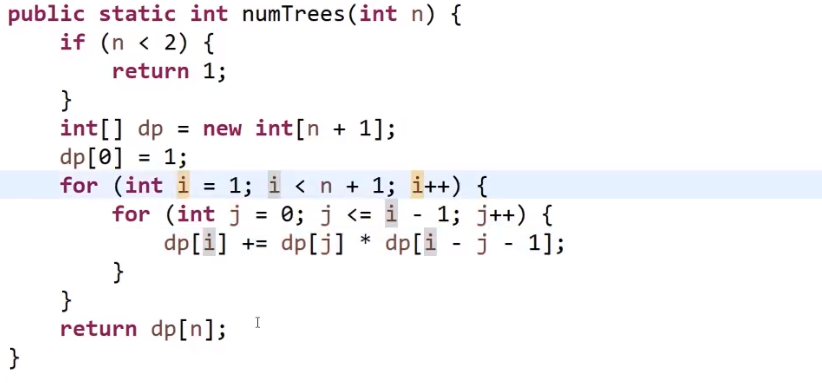 public static int numTrees(int n) {
    if (n < 2) {
        return 1;
    }
    int[] dp = new int[n + 1];
    dp[0] = 1;
    for (int i = 1; i < n + 1; i++) {
        for (int j = 0; j <= i - 1; j++) {
            dp[i] += dp[j] * dp[i - j - 1];
        }
    }
    return dp[n];
}